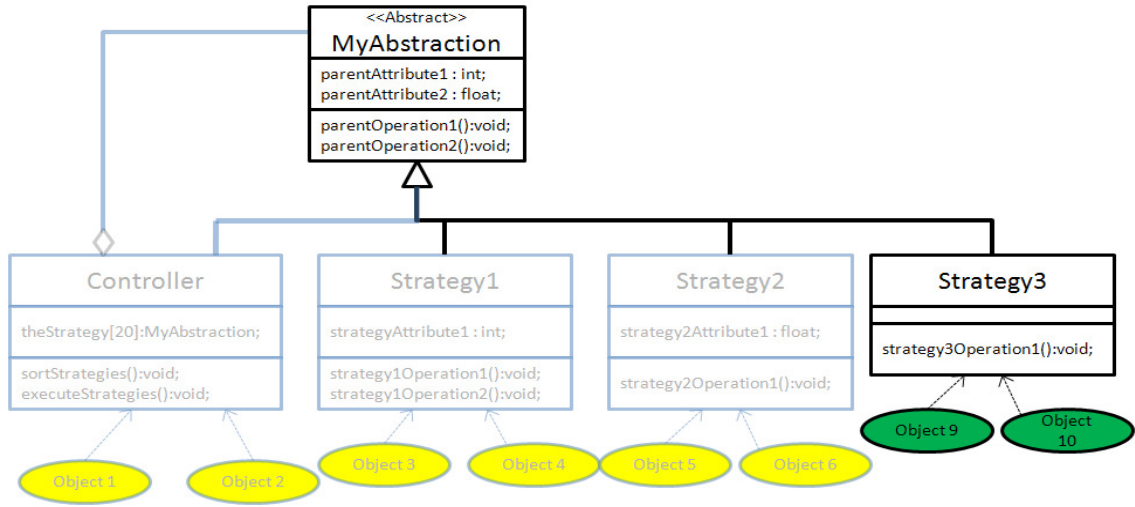 <<Abstract>>
MyAbstraction
parentAttribute1 : int;
parentAttribute2 : float;
parentOperation1():void;
parentOperation2():void;
Controller
theStrategy[20]:MyAbstraction;
sortStrategies():void;
executeStrategies():void;
Strategy1
strategyAttribute1 : int;
strategy1Operation1():void;
strategy1Operation2():void;
Strategy2
strategy2Attribute1 : float;
strategy2Operation1():void;
Strategy3
strategy3Operation1():void;
Object 1
Object 2
Object 3
Object 4
Object 5
Object 6
Object 9
Object
10